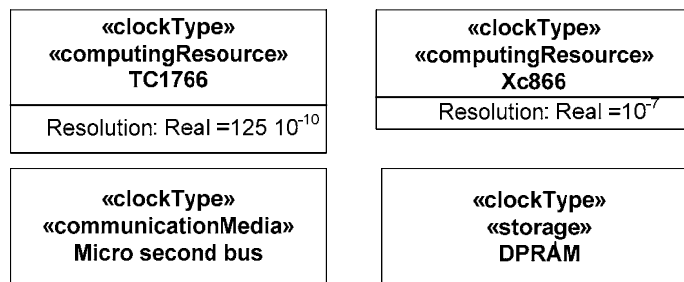 «clockType»
«computingResource»
TC1766
Resolution: Real =125 10⁻¹⁰
«clockType»
«computingResource»
Xc866
Resolution: Real =10⁻⁷
«clockType»
«communicationMedia»
Micro second bus
«clockType»
«storage»
DPRAM